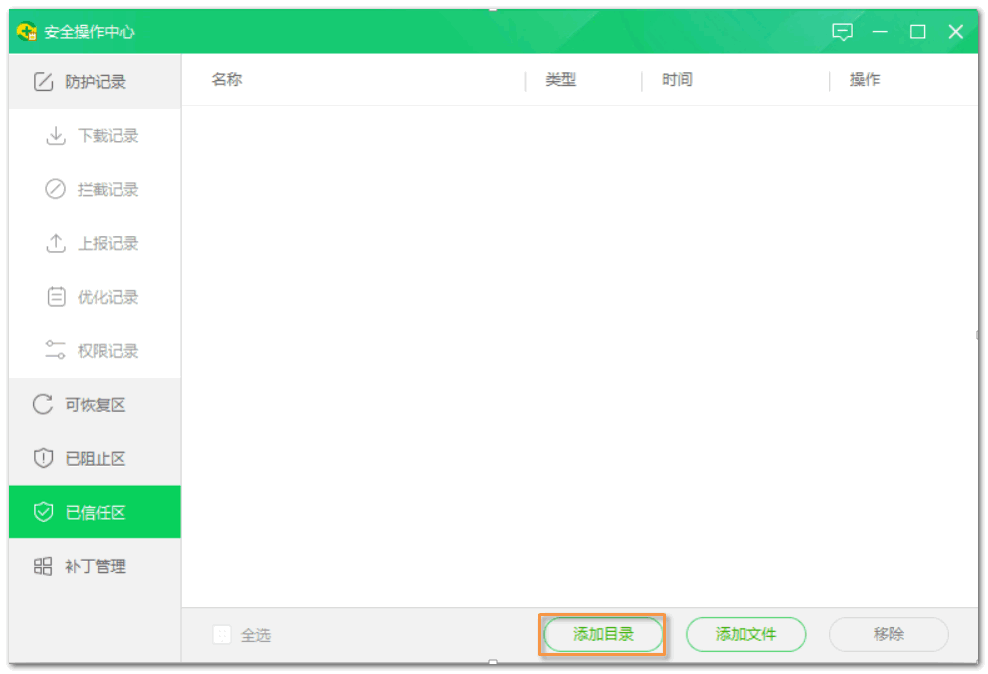 安全操作中心
防护记录
名称 类型 时间 操作
下载记录
拦截记录
上报记录
优化记录
权限记录
可恢复区
已阻止区
已信任区
补丁管理
全选 添加目录 添加文件 移除